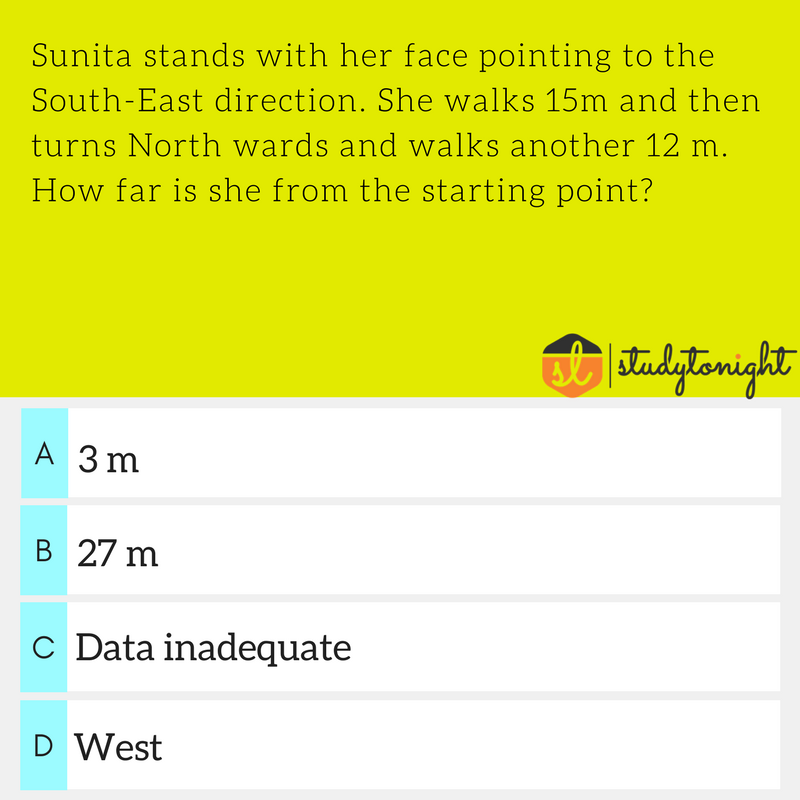 Sunita stands with her face pointing to the
South-East direction. She walks 15m and then
turns North wards and walks another 12 m.
How far is she from the starting point?
sl studytonight
A 3 m
B 27 m
C Data inadequate
D West